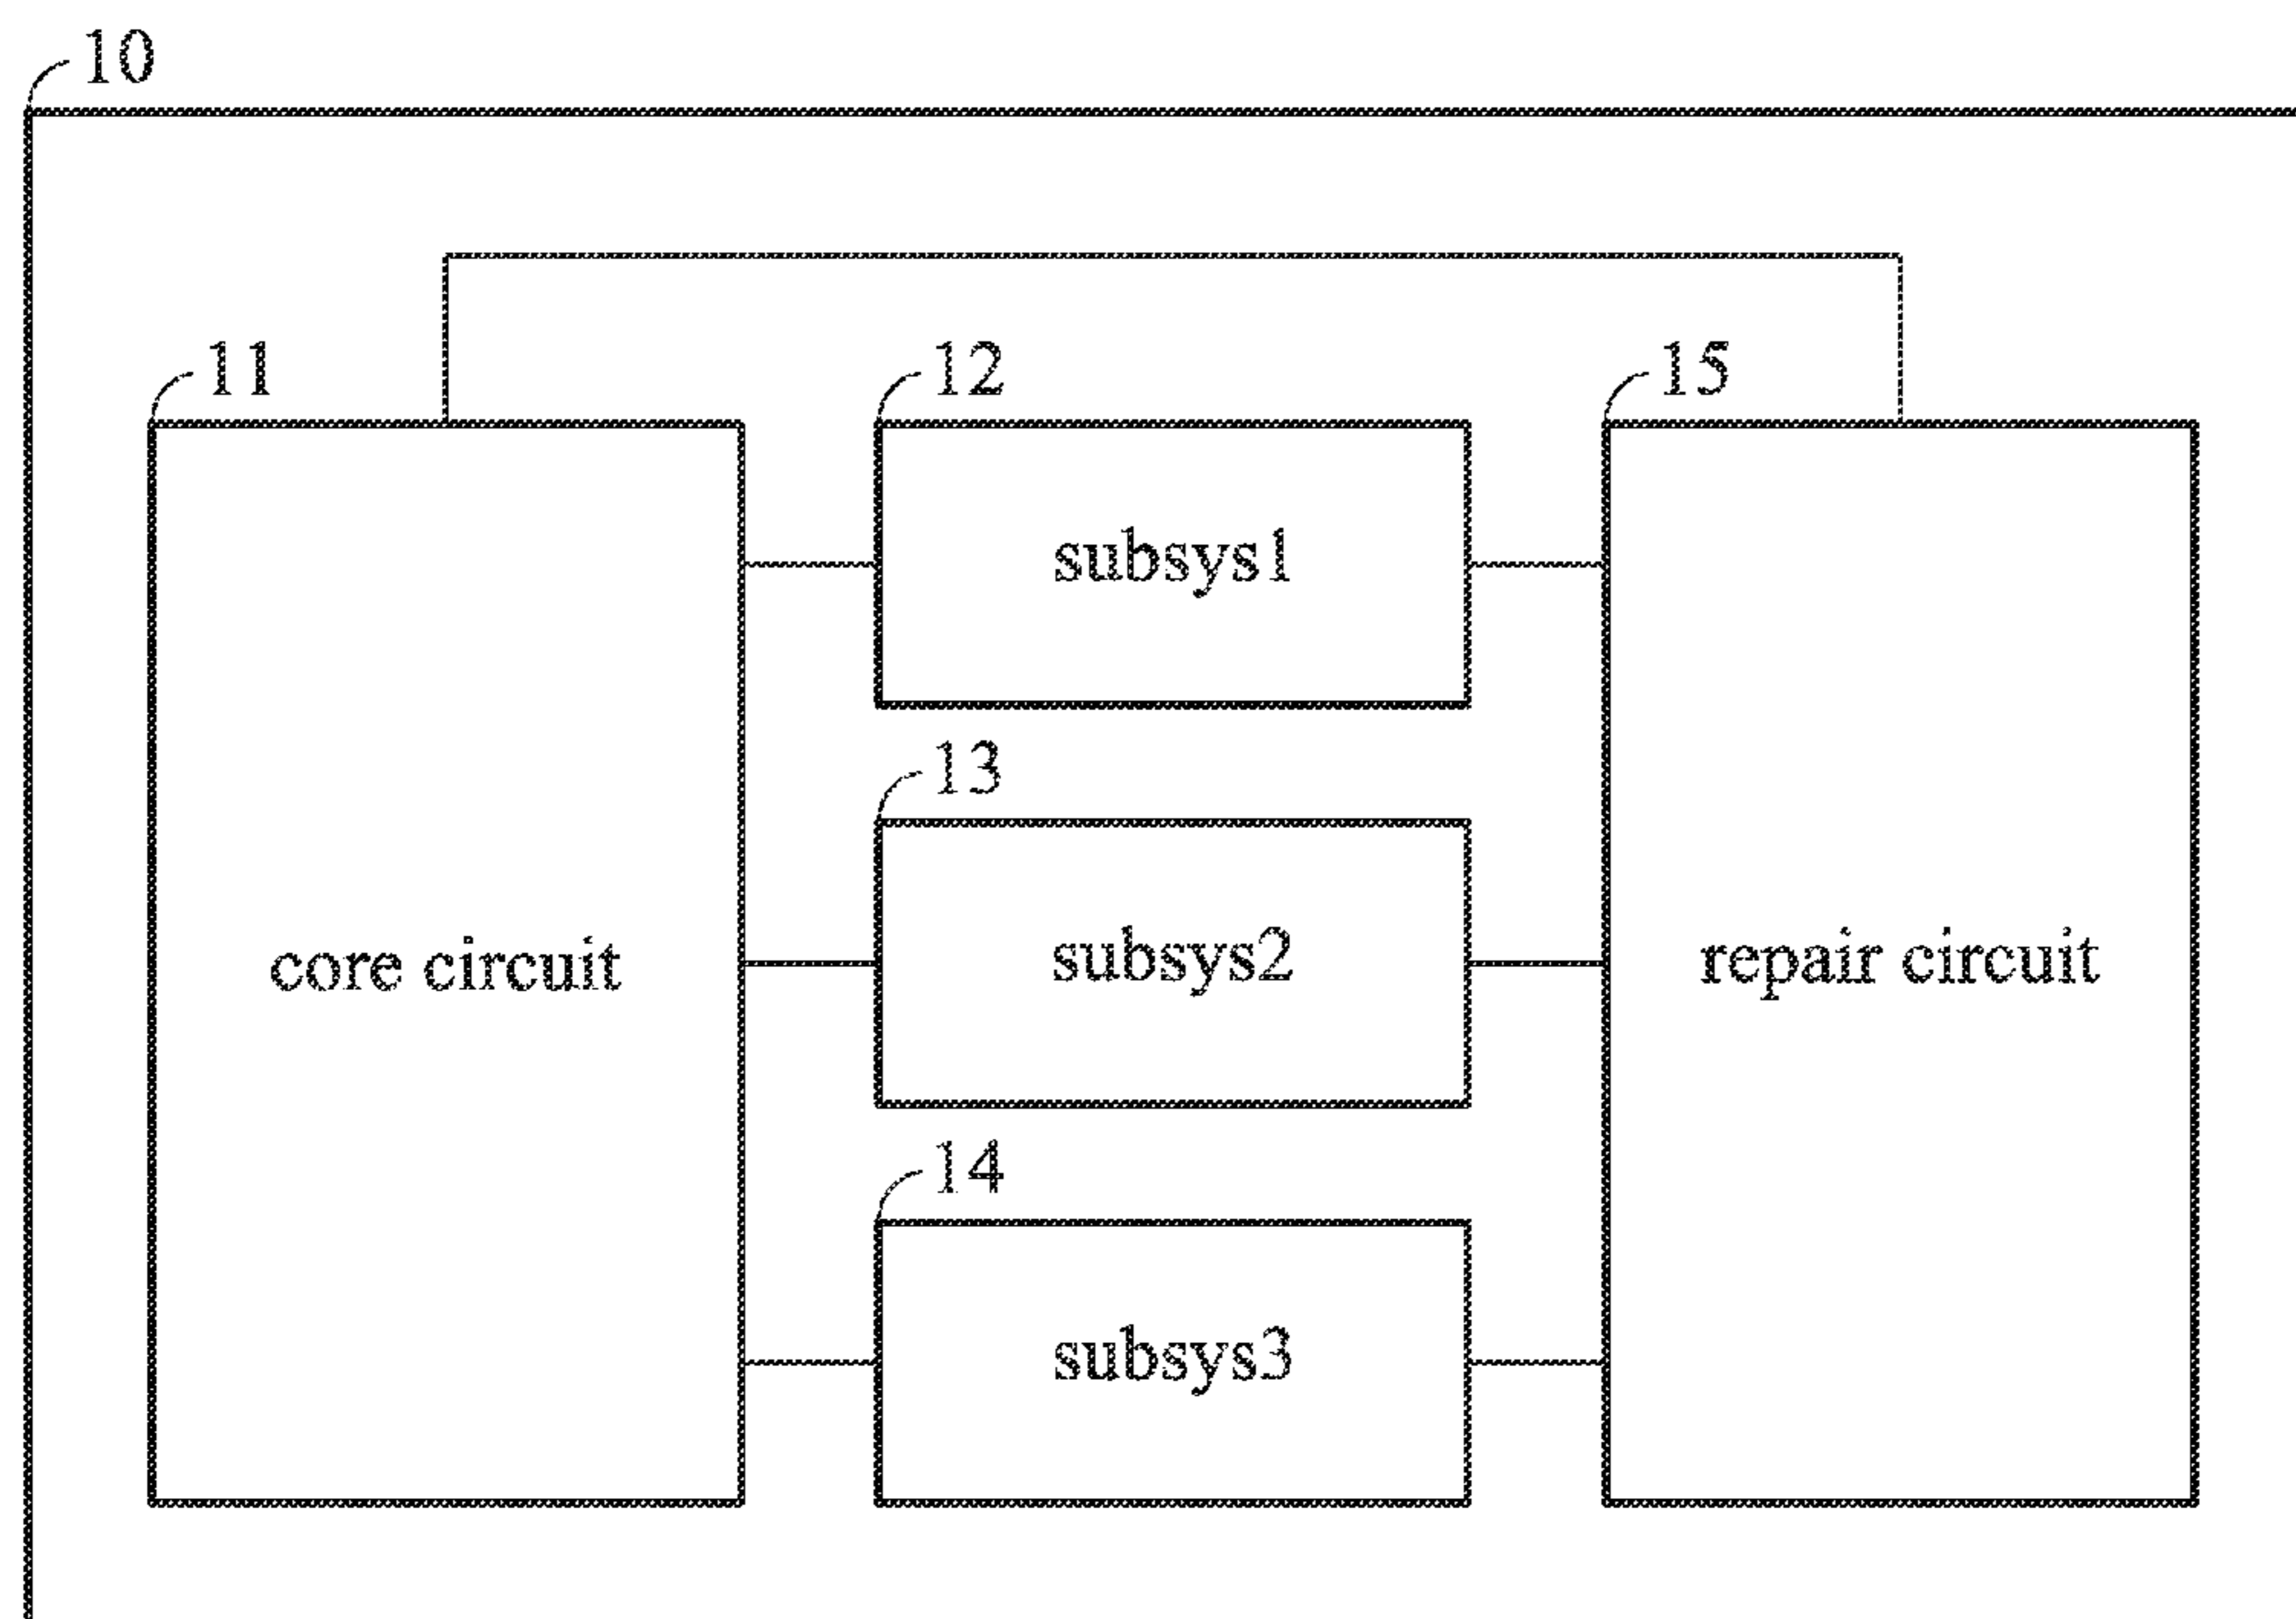 10
11
12
15
subsys1
13
core circuit
subsys2
repair circuit
14
subsys3